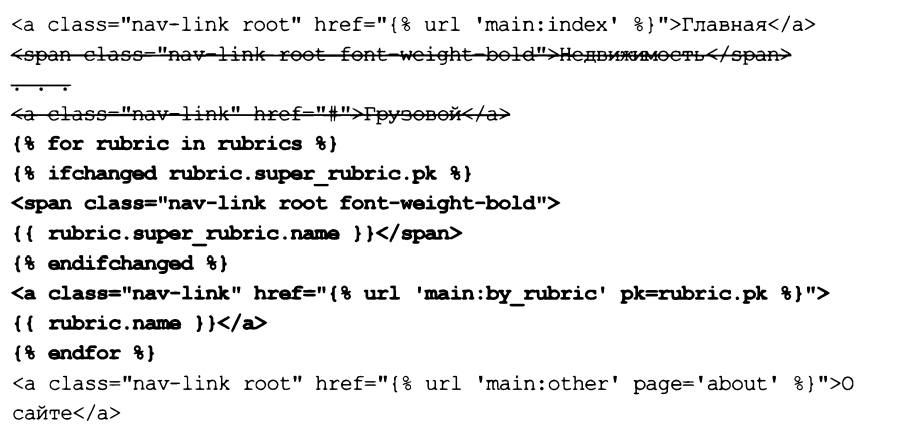 <a class="nav-link root" href="{% url 'main:index' %}">Главная</a>
<span class="nav-link root font-weight-bold">Недвижимость</span>
. . .
<a class="nav-link" href="#">Грузовой</a>
{% for rubric in rubrics %}
{% ifchanged rubric.super_rubric.pk %}
<span class="nav-link root font-weight-bold">
{{ rubric.super_rubric.name }}</span>
{% endifchanged %}
<a class="nav-link" href="{% url 'main:by_rubric' pk=rubric.pk %}">
{{ rubric.name }}</a>
{% endfor %}
<a class="nav-link root" href="{% url 'main:other' page='about' %}">О
сайте</a>